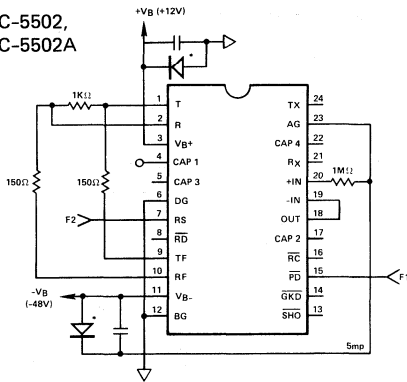 C-5502,
C-5502A
+VB (+12V)
*
1KΩ
1 T
2 R
3 VB+
4 CAP 1
5 CAP 3
6 DG
7 RS
8 RD
9 TF
10 RF
11 VB-
12 BG
TX 24
AG 23
CAP 4 22
RX 21
+IN 20
-IN 19
OUT 18
CAP 2 17
RC 16
PD 15
GKD 14
SHO 13
150Ω
150Ω
1MΩ
F2
F1
-VB
(-48V)
*
5mp